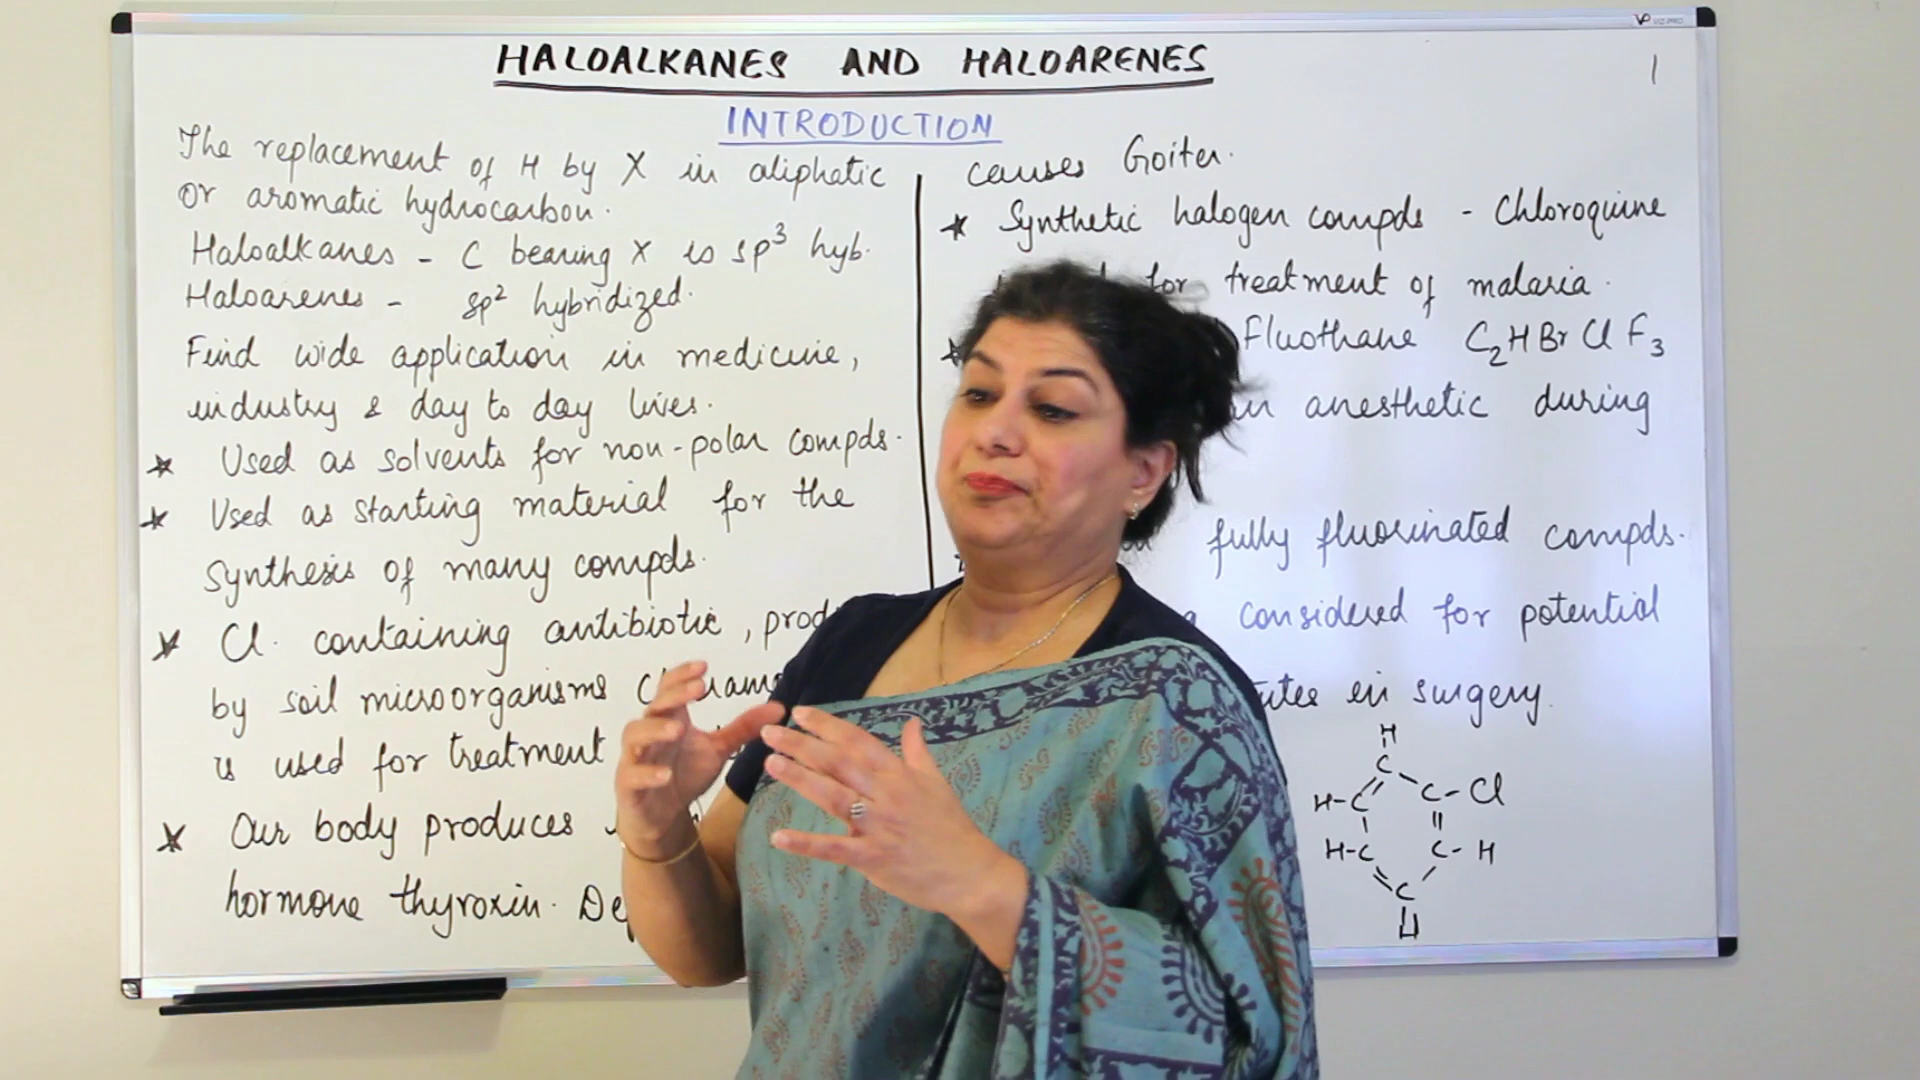 HALOALKANES AND HALOARENES
1
INTRODUCTION
The replacement of H by X in aliphatic
or aromatic hydrocarbon.
Haloalkanes - C bearing X is sp³ hyb.
Haloarenes - sp² hybridized.
Find wide application in medicine,
industry & day to day lives.
★ Used as solvents for non-polar compds.
★ Used as starting material for the
synthesis of many compds.
★ Cl. containing antibiotic, prod
by soil microorganisms
is used for treatment
★ Our body produces
hormone thyroxin. De
causes Goiter.
★ Synthetic halogen compds - Chloroquine
for treatment of malaria.
★ Fluothane C₂HBrClF₃
an anesthetic during
fully fluorinated compds.
considered for potential
in surgery.
H
C
H-C C-Cl
H-C C-H
C
H